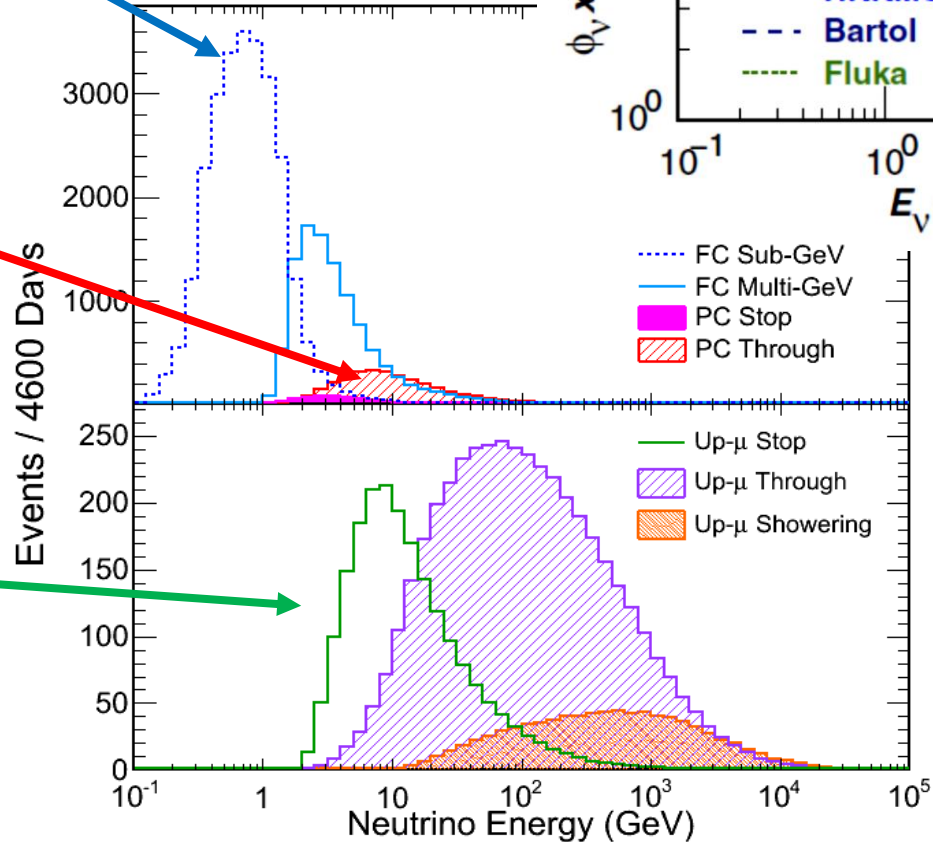 ϕν x
Bartol
Fluka
10⁰
10⁻¹ 10⁰
Eν
3000
2000
1000
Events / 4600 Days
FC Sub-GeV
FC Multi-GeV
PC Stop
PC Through
250
200
150
100
50
0
Up-μ Stop
Up-μ Through
Up-μ Showering
10⁻¹ 1 10 10² 10³ 10⁴ 10⁵
Neutrino Energy (GeV)